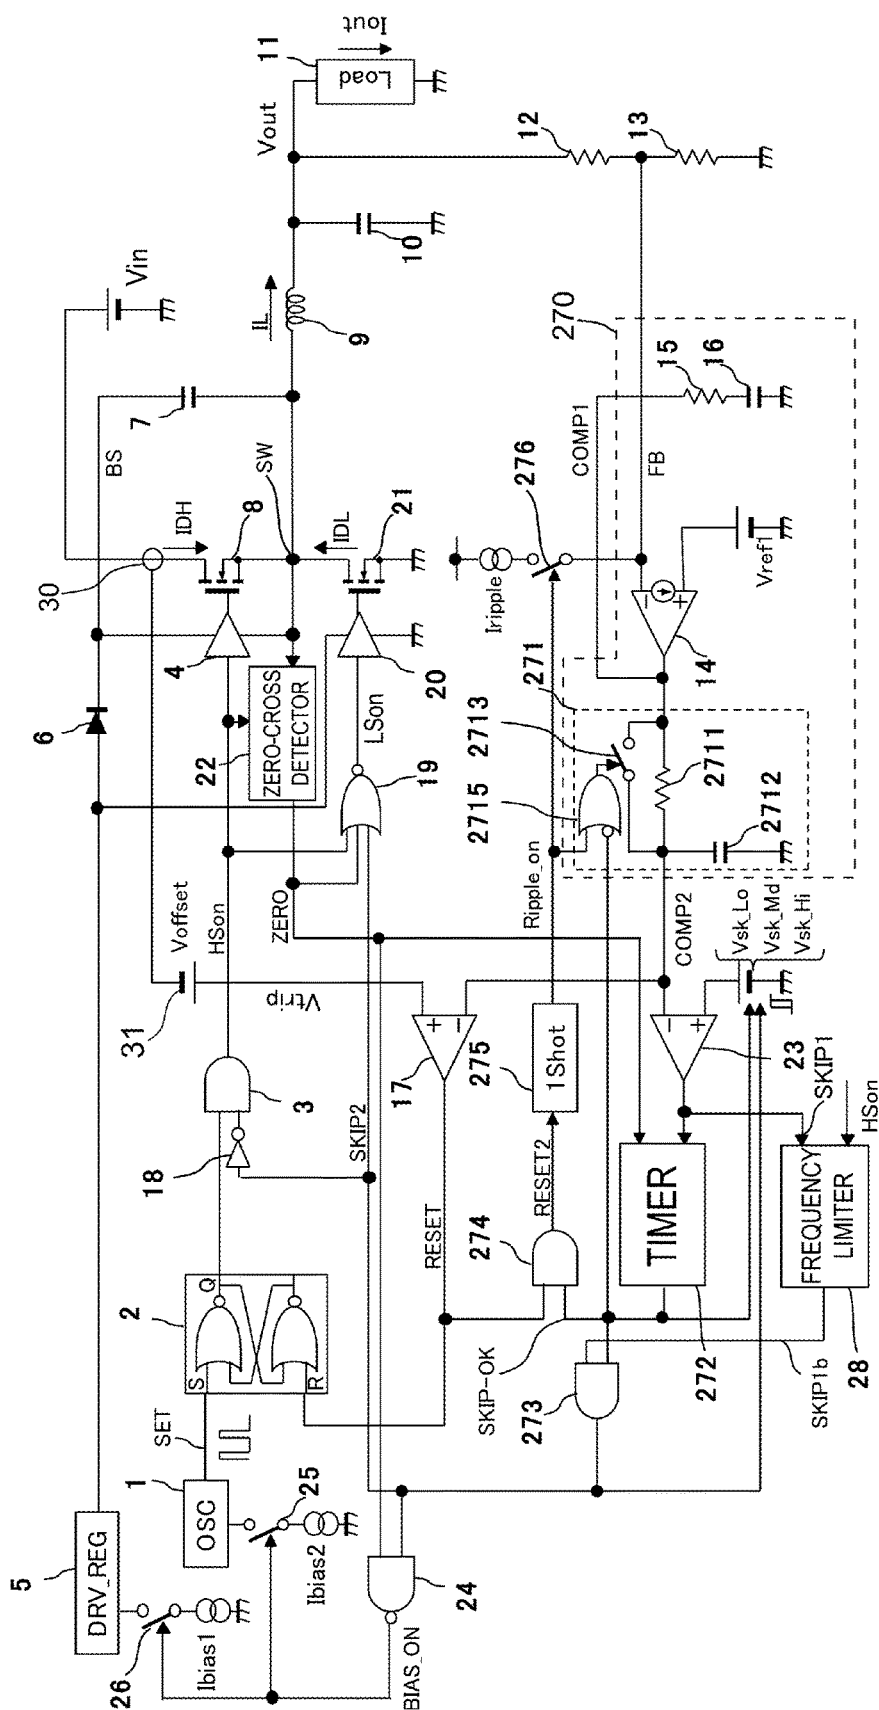 5
DRV_REG
26
Ibias1
BIAS_ON
1
OSC
SET
25
Ibias2
24
2
S
Q
R
18
3
SKIP2
RESET
6
31
Voffset
Vtrip
HSon
ZERO
17
30
BS
4
22
ZERO-CROSS
DETECTOR
LSon
19
20
IDH
8
SW
IDL
21
7
Vin
IL
9
10
Vout
11
Load
Iout
12
13
270
15
16
COMP1
FB
276
Iripple
Vref1
14
271
2713
2715
2711
2712
Ripple_on
COMP2
Vsk_Lo
Vsk_Md
Vsk_Hi
23
SKIP1
HSon
275
1Shot
RESET2
274
SKIP-OK
273
TIMER
272
FREQUENCY
LIMITER
28
SKIP1b